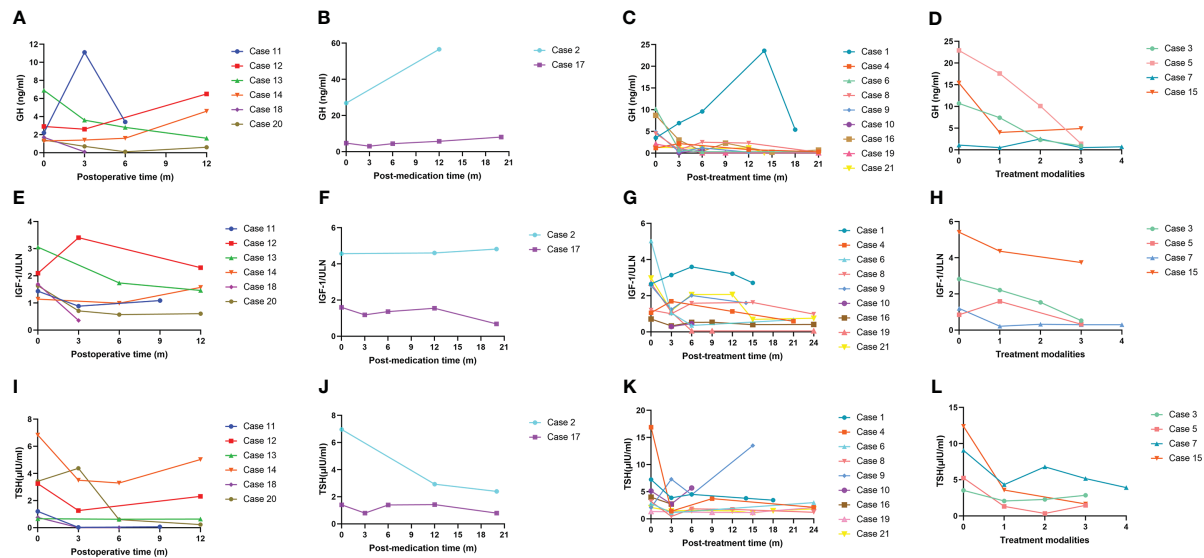 A
GH (ng/ml)
12
10
8
6
4
2
0
0
3
6
9
12
Postoperative time (m)
Case 11
Case 12
Case 13
Case 14
Case 18
Case 20
B
GH (ng/ml)
60
40
20
0
0
3
6
9
12
15
18
21
Post-medication time (m)
Case 2
Case 17
C
GH (ng/ml)
25
20
15
10
5
0
0
3
6
9
12
15
18
21
Post-treatment time (m)
Case 1
Case 4
Case 6
Case 8
Case 9
Case 10
Case 16
Case 19
Case 21
D
GH (ng/ml)
25
20
15
10
5
0
0
1
2
3
4
Treatment modalities
Case 3
Case 5
Case 7
Case 15
E
IGF-1/ULN
4
3
2
1
0
0
3
6
9
12
Postoperative time (m)
Case 11
Case 12
Case 13
Case 14
Case 18
Case 20
F
IGF-1/ULN
6
4
2
0
0
3
6
9
12
15
18
21
Post-medication time (m)
Case 2
Case 17
G
IGF-1/ULN
6
4
2
0
0
3
6
9
12
15
18
21
24
Post-treatment time (m)
Case 1
Case 4
Case 6
Case 8
Case 9
Case 10
Case 16
Case 19
Case 21
H
IGF-1/ULN
6
4
2
0
0
1
2
3
4
Treatment modalities
Case 3
Case 5
Case 7
Case 15
I
TSH(μIU/ml)
8
6
4
2
0
0
3
6
9
12
Postoperative time (m)
Case 11
Case 12
Case 13
Case 14
Case 18
Case 20
J
TSH(μIU/ml)
8
6
4
2
0
0
3
6
9
12
15
18
21
Post-medication time (m)
Case 2
Case 17
K
TSH(μIU/ml)
25
20
15
10
5
0
0
3
6
9
12
15
18
21
24
Post-treatment time (m)
Case 1
Case 4
Case 6
Case 8
Case 9
Case 10
Case 16
Case 19
Case 21
L
TSH(μIU/ml)
15
10
5
0
0
1
2
3
4
Treatment modalities
Case 3
Case 5
Case 7
Case 15